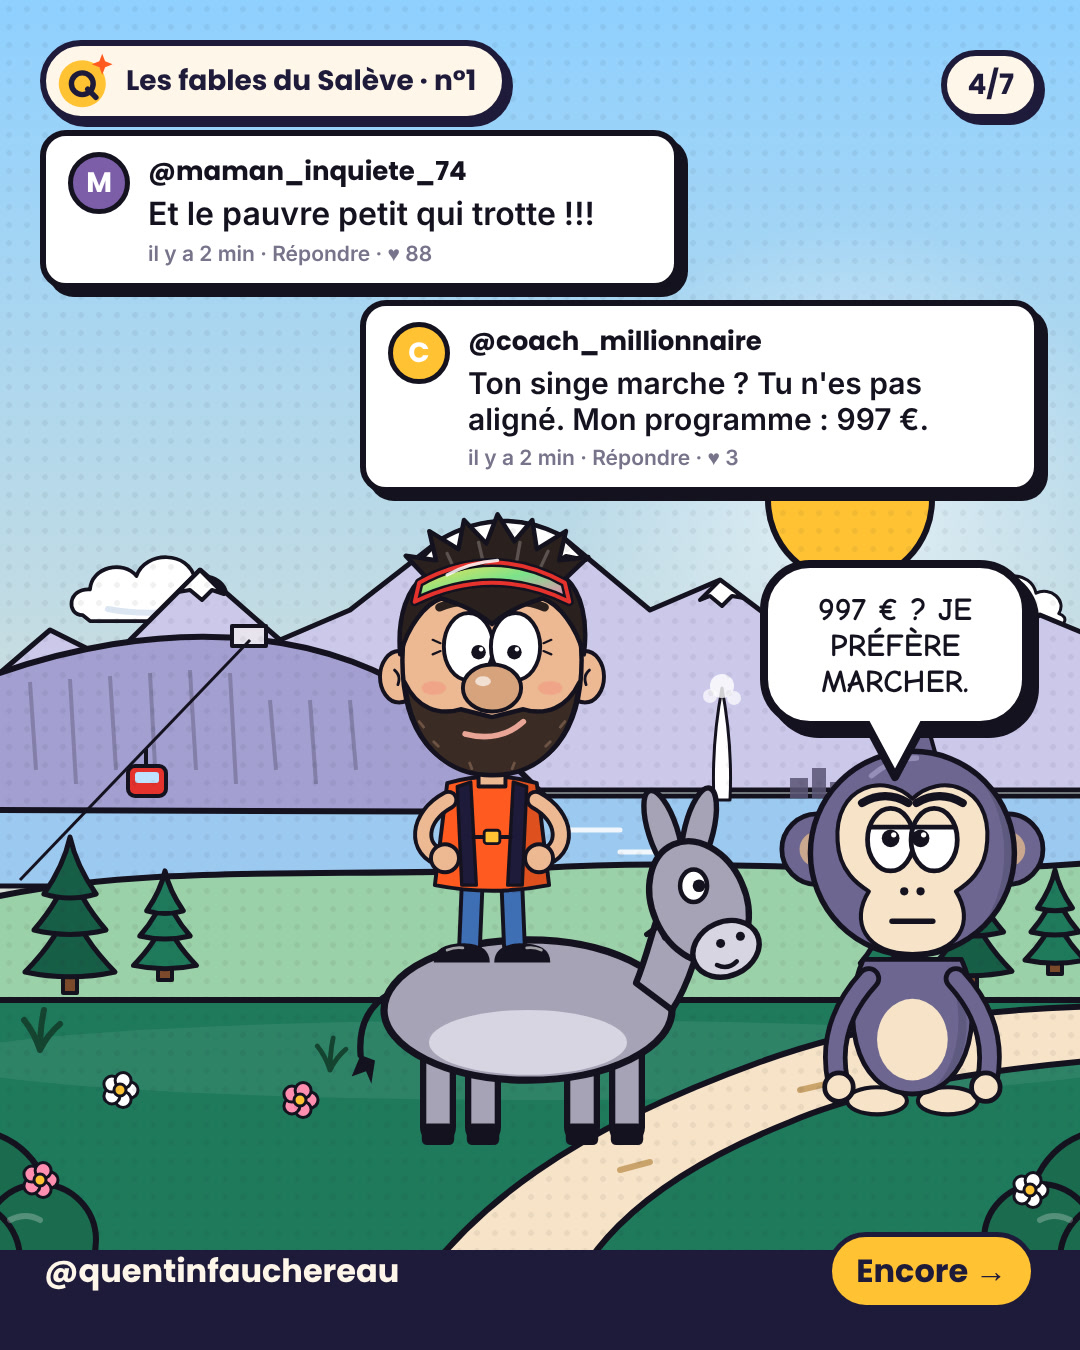 Q
Les fables du Salève · n°1
4/7
M
@maman_inquiete_74
Et le pauvre petit qui trotte !!!
il y a 2 min · Répondre · ♥ 88
C
@coach_millionnaire
Ton singe marche ? Tu n'es pas
aligné. Mon programme : 997 €.
il y a 2 min · Répondre · ♥ 3
997 € ? JE
PRÉFÈRE
MARCHER.
@quentinfauchereau
Encore →